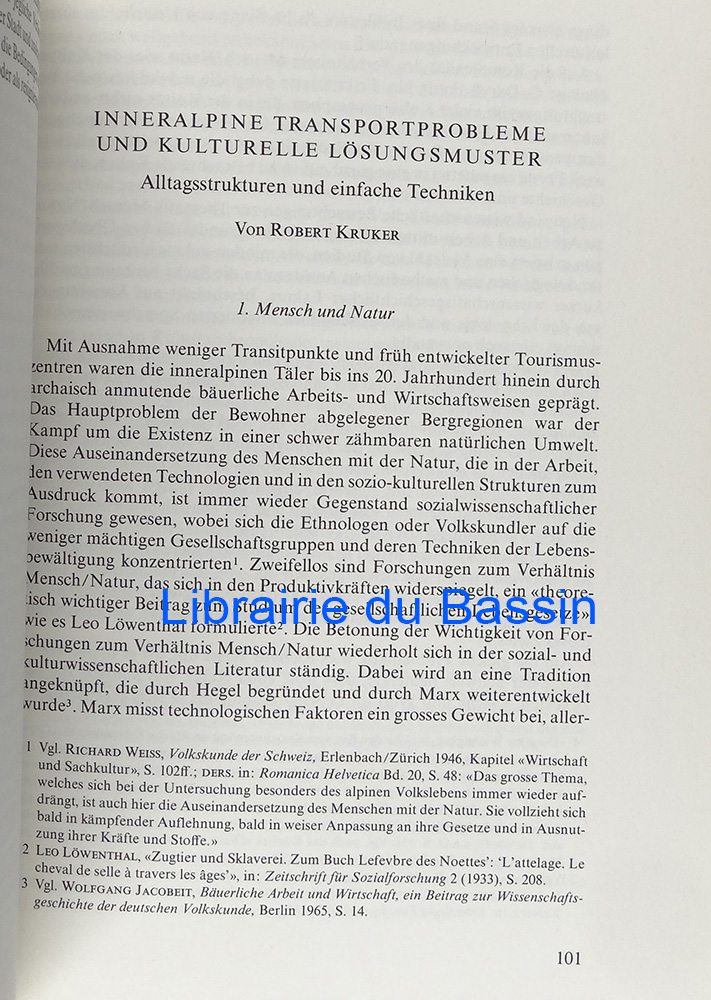 INNERALPINE TRANSPORTPROBLEME
UND KULTURELLE LÖSUNGSMUSTER
Alltagsstrukturen und einfache Techniken
Von ROBERT KRUKER
1. Mensch und Natur
Mit Ausnahme weniger Transitpunkte und früh entwickelter Tourismus-
zentren waren die inneralpinen Täler bis ins 20. Jahrhundert hinein durch
archaisch anmutende bäuerliche Arbeits- und Wirtschaftsweisen geprägt.
Das Hauptproblem der Bewohner abgelegener Bergregionen war der
Kampf um die Existenz in einer schwer zähmbaren natürlichen Umwelt.
Diese Auseinandersetzung des Menschen mit der Natur, die in der Arbeit,
den verwendeten Technologien und in den sozio-kulturellen Strukturen zum
Ausdruck kommt, ist immer wieder Gegenstand sozialwissenschaftlicher
Forschung gewesen, wobei sich die Ethnologen oder Volkskundler auf die
weniger mächtigen Gesellschaftsgruppen und deren Techniken der Lebens-
bewältigung konzentrierten¹. Zweifellos sind Forschungen zum Verhältnis
Mensch/Natur, das sich in den Produktivkräften widerspiegelt, ein «theore-
tisch wichtiger Beitrag zum Studium der gesellschaftlichen Lebensgesetze»
Librairie du Bassin
wie es Leo Löwenthal formulierte². Die Betonung der Wichtigkeit von For-
schungen zum Verhältnis Mensch/Natur wiederholt sich in der sozial- und
kulturwissenschaftlichen Literatur ständig. Dabei wird an eine Tradition
angeknüpft, die durch Hegel begründet und durch Marx weiterentwickelt
wurde³. Marx misst technologischen Faktoren ein grosses Gewicht bei, aller-
1 Vgl. RICHARD WEISS, Volkskunde der Schweiz, Erlenbach/Zürich 1946, Kapitel «Wirtschaft
und Sachkultur», S. 102ff.; DERS. in: Romanica Helvetica Bd. 20, S. 48: «Das grosse Thema,
welches sich bei der Untersuchung besonders des alpinen Volkslebens immer wieder auf-
drängt, ist auch hier die Auseinandersetzung des Menschen mit der Natur. Sie vollzieht sich
bald in kämpfender Auflehnung, bald in weiser Anpassung an ihre Gesetze und in Ausnut-
zung ihrer Kräfte und Stoffe.»
2 LEO LÖWENTHAL, «Zugtier und Sklaverei. Zum Buch Lefevbre des Noettes': 'L'attelage. Le
cheval de selle à travers les âges'», in: Zeitschrift für Sozialforschung 2 (1933), S. 208.
3 Vgl. WOLFGANG JACOBEIT, Bäuerliche Arbeit und Wirtschaft, ein Beitrag zur Wissenschafts-
geschichte der deutschen Volkskunde, Berlin 1965, S. 14.
101